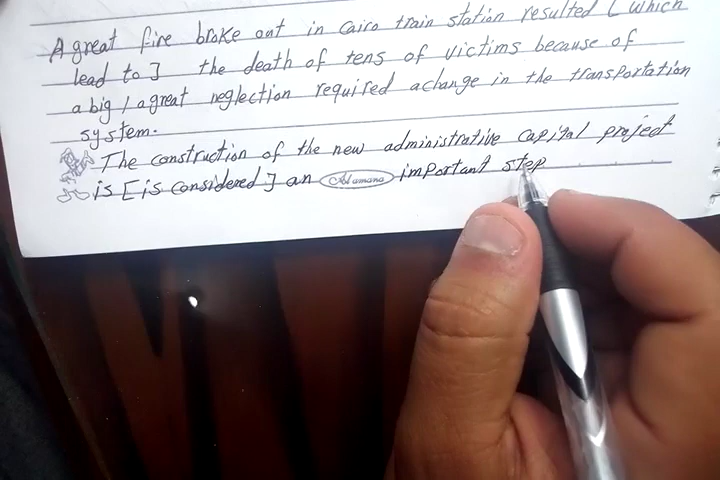 A great fire broke out in Cairo train station resulted [ which
lead to ] the death of tens of victims because of
a big / a great neglection required a change in the transportation
system.
The construction of the new administrative capital project
is [ is considered ] an important step